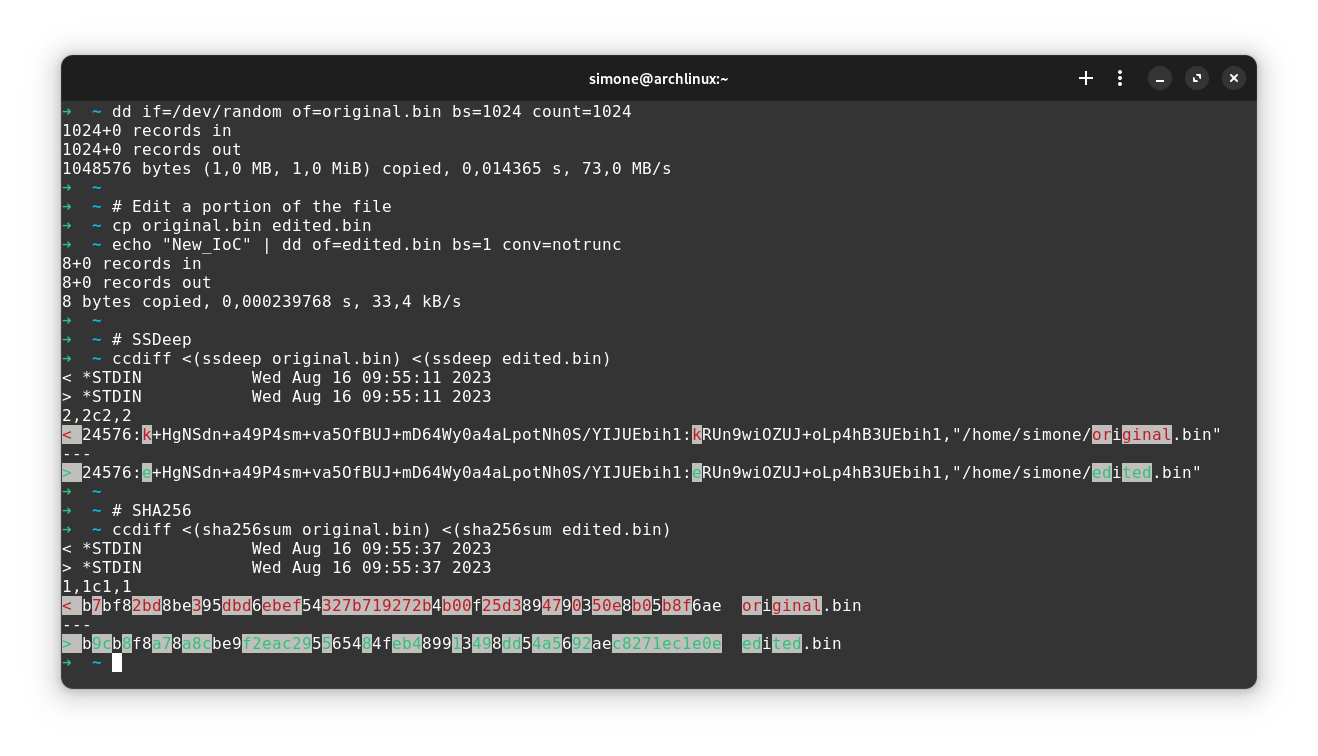 simone@archlinux:~
➜  ~ dd if=/dev/random of=original.bin bs=1024 count=1024
1024+0 records in
1024+0 records out
1048576 bytes (1,0 MB, 1,0 MiB) copied, 0,014365 s, 73,0 MB/s
➜  ~
➜  ~ # Edit a portion of the file
➜  ~ cp original.bin edited.bin
➜  ~ echo "New_IoC" | dd of=edited.bin bs=1 conv=notrunc
8+0 records in
8+0 records out
8 bytes copied, 0,000239768 s, 33,4 kB/s
➜  ~
➜  ~ # SSDeep
➜  ~ ccdiff <(ssdeep original.bin) <(ssdeep edited.bin)
< *STDIN           Wed Aug 16 09:55:11 2023
> *STDIN           Wed Aug 16 09:55:11 2023
2,2c2,2
< 24576:k+HgNSdn+a49P4sm+va5OfBUJ+mD64Wy0a4aLpotNh0S/YIJUEbih1:kRUn9wiOZUJ+oLp4hB3UEbih1,"/home/simone/original.bin"
---
> 24576:e+HgNSdn+a49P4sm+va5OfBUJ+mD64Wy0a4aLpotNh0S/YIJUEbih1:eRUn9wiOZUJ+oLp4hB3UEbih1,"/home/simone/edited.bin"
➜  ~
➜  ~ # SHA256
➜  ~ ccdiff <(sha256sum original.bin) <(sha256sum edited.bin)
< *STDIN           Wed Aug 16 09:55:37 2023
> *STDIN           Wed Aug 16 09:55:37 2023
1,1c1,1
< b7bf82bd8be395dbd6ebef54327b719272b4b00f25d3894790350e8b05b8f6ae  original.bin
---
> b9cb8f8a78a8cbe9f2eac2955654 84feb489913498dd54a5692aec8271ec1e0e  edited.bin
➜  ~